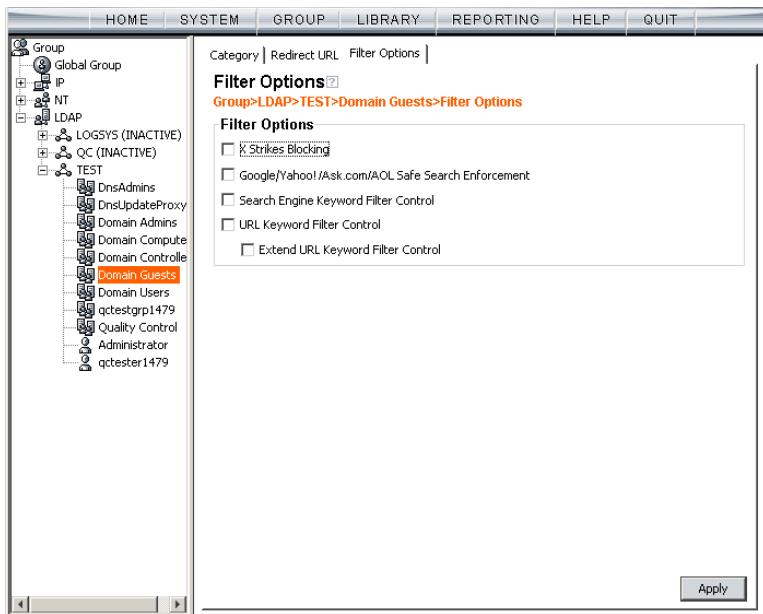 HOME SYSTEM GROUP LIBRARY REPORTING HELP QUIT
Group
Global Group
IP
NT
LDAP
LOGSYS (INACTIVE)
QC (INACTIVE)
TEST
DnsAdmins
DnsUpdateProxy
Domain Admins
Domain Compute
Domain Controlle
Domain Guests
Domain Users
qctestgrp1479
Quality Control
Administrator
qctester1479
Category Redirect URL Filter Options
Filter Options?
Group>LDAP>TEST>Domain Guests>Filter Options
Filter Options
X Strikes Blocking
Google/Yahoo!/Ask.com/AOL Safe Search Enforcement
Search Engine Keyword Filter Control
URL Keyword Filter Control
Extend URL Keyword Filter Control
Apply